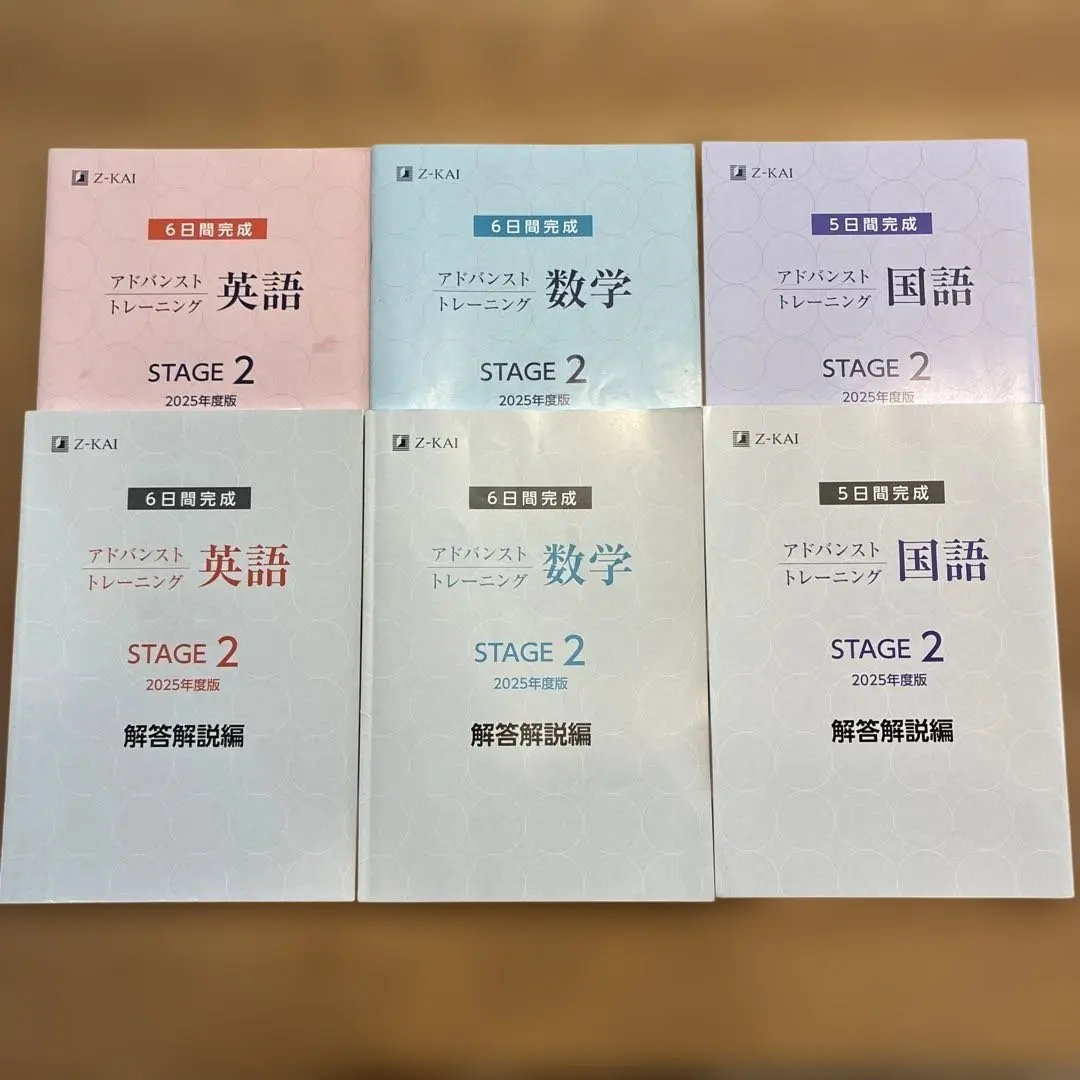 Z-KAI
6日間完成
アドバンスト
トレーニング
英語
STAGE 2
2025年度版
Z-KAI
6日間完成
アドバンスト
トレーニング
数学
STAGE 2
2025年度版
Z-KAI
5日間完成
アドバンスト
トレーニング
国語
STAGE 2
2025年度版
Z-KAI
6日間完成
アドバンスト
トレーニング
英語
STAGE 2
2025年度版
解答解説編
Z-KAI
6日間完成
アドバンスト
トレーニング
数学
STAGE 2
2025年度版
解答解説編
Z-KAI
5日間完成
アドバンスト
トレーニング
国語
STAGE 2
2025年度版
解答解説編